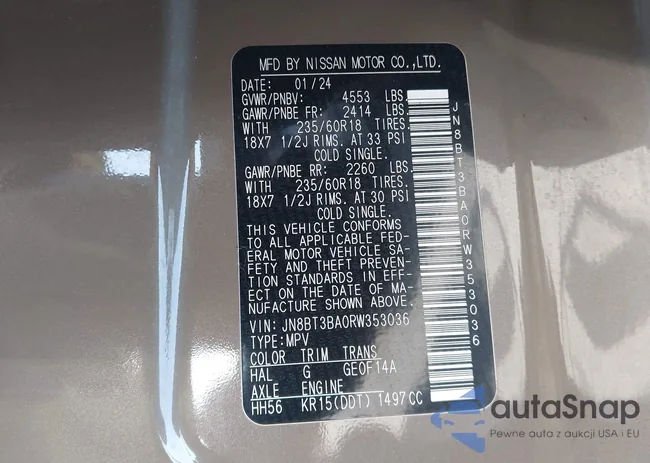 MFD BY NISSAN MOTOR CO.,LTD.
DATE: 01/24
GVWR/PNBV: 4553 LBS.
GAWR/PNBE FR: 2414 LBS.
WITH 235/60R18 TIRES.
18X7 1/2J RIMS. AT 33 PSI
COLD SINGLE.
GAWR/PNBE RR: 2260 LBS.
WITH 235/60R18 TIRES.
18X7 1/2J RIMS. AT 30 PSI
COLD SINGLE.
THIS VEHICLE CONFORMS
TO ALL APPLICABLE FED-
ERAL MOTOR VEHICLE SA-
FETY AND THEFT PREVEN-
TION STANDARDS IN EFF-
ECT ON THE DATE OF MA-
NUFACTURE SHOWN ABOVE.
VIN: JN8BT3BA0RW353036
TYPE:MPV
COLOR TRIM TRANS
HAL G GE0F14A
AXLE ENGINE
HH56 KR15(DDT) 1497CC
JN8BT3BA0RW353036
autaSnap
Pewne auta z aukcji USA i EU